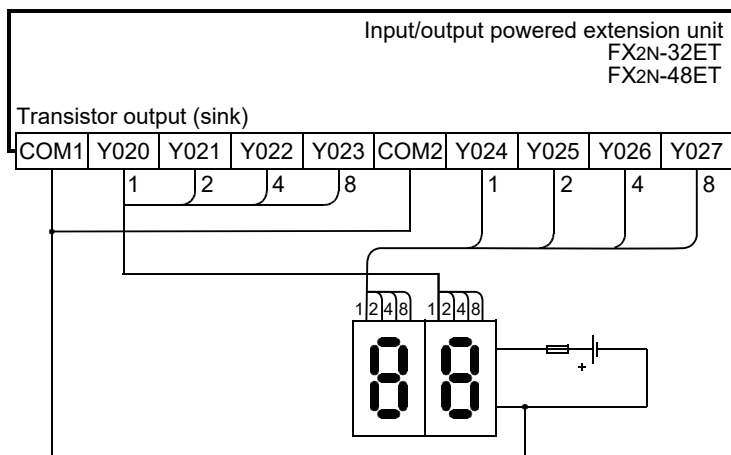 Input/output powered extension unit
FX2N-32ET
FX2N-48ET
Transistor output (sink)
COM1 Y020 Y021 Y022 Y023 COM2 Y024 Y025 Y026 Y027
1 2 4 8 1 2 4 8
1 2 4 8 1 2 4 8
8 8
+